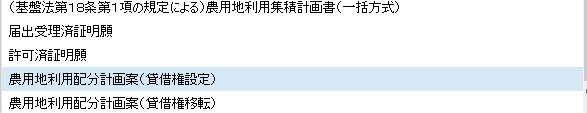 （基盤法第１８条第１項の規定による）農用地利用集積計画書（一括方式）
届出受理済証明願
許可済証明願
農用地利用配分計画案（貸借権設定）
農用地利用配分計画案（貸借権移転）